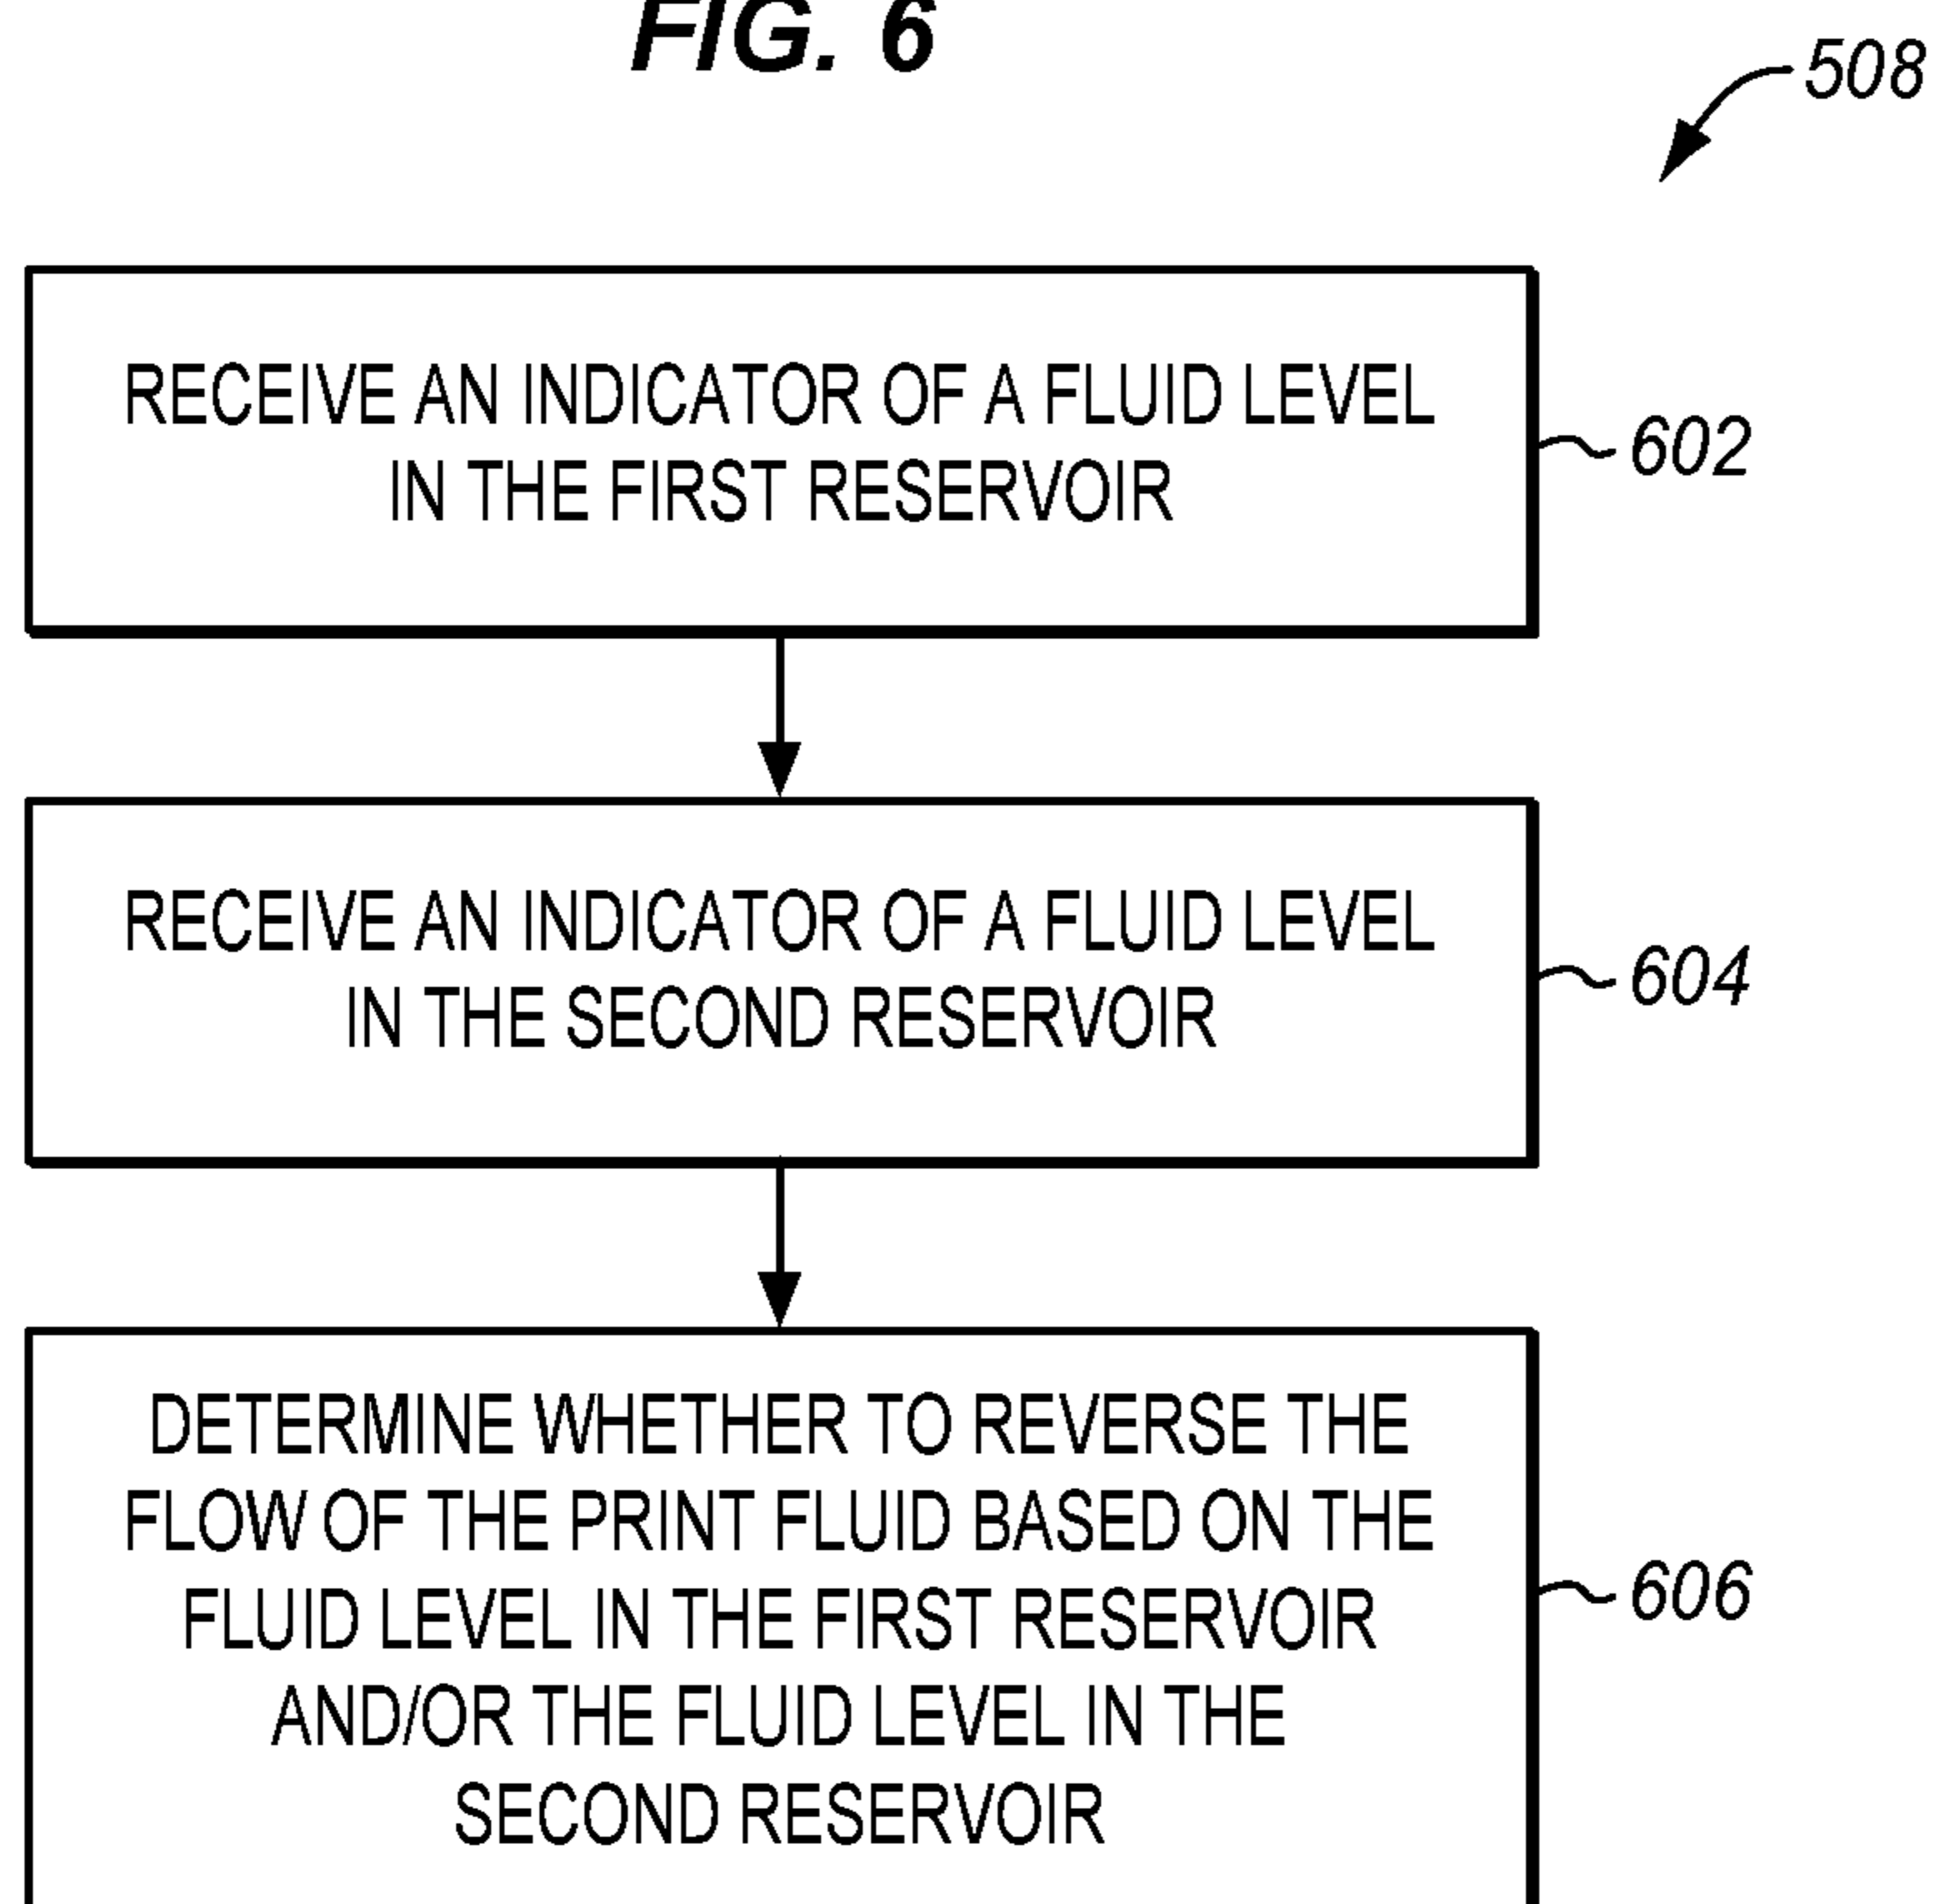 FIG. 6
508
RECEIVE AN INDICATOR OF A FLUID LEVEL
IN THE FIRST RESERVOIR
602
RECEIVE AN INDICATOR OF A FLUID LEVEL
IN THE SECOND RESERVOIR
604
DETERMINE WHETHER TO REVERSE THE
FLOW OF THE PRINT FLUID BASED ON THE
FLUID LEVEL IN THE FIRST RESERVOIR
AND/OR THE FLUID LEVEL IN THE
SECOND RESERVOIR
606